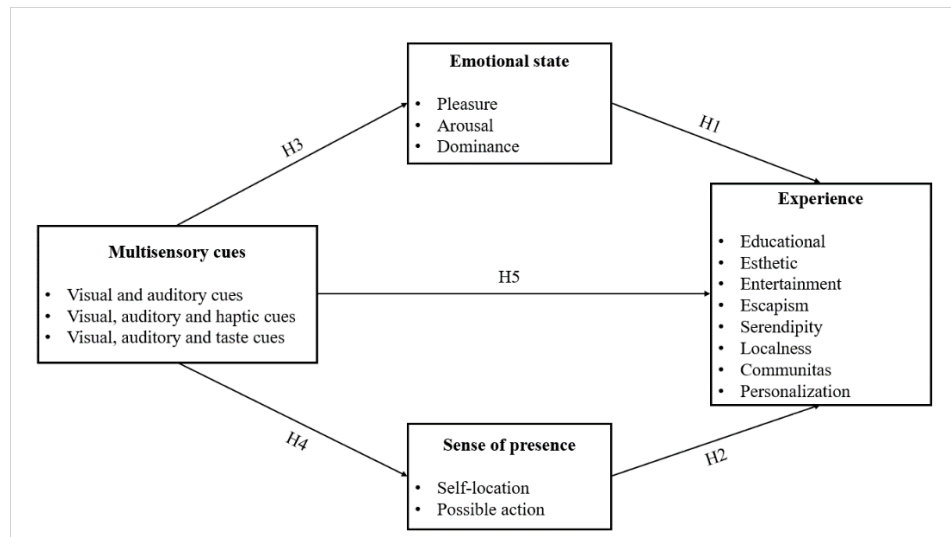 Emotional state
• Pleasure
• Arousal
• Dominance
H3
H1
Multisensory cues
• Visual and auditory cues
• Visual, auditory and haptic cues
• Visual, auditory and taste cues
H5
Experience
• Educational
• Esthetic
• Entertainment
• Escapism
• Serendipity
• Localness
• Communitas
• Personalization
H4
H2
Sense of presence
• Self-location
• Possible action